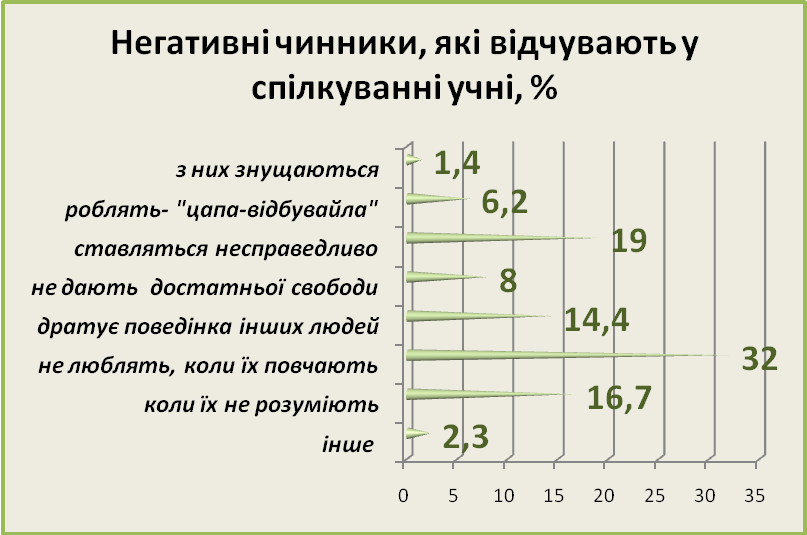 Негативні чинники, які відчувають у
спілкуванні учні, %
з них знущаються
1,4
роблять- "цапа-відбувайла"
6,2
ставляться несправедливо
19
не дають достатньої свободи
8
дратує поведінка інших людей
14,4
не люблять, коли їх повчають
32
коли їх не розуміють
16,7
інше
2,3
0 5 10 15 20 25 30 35